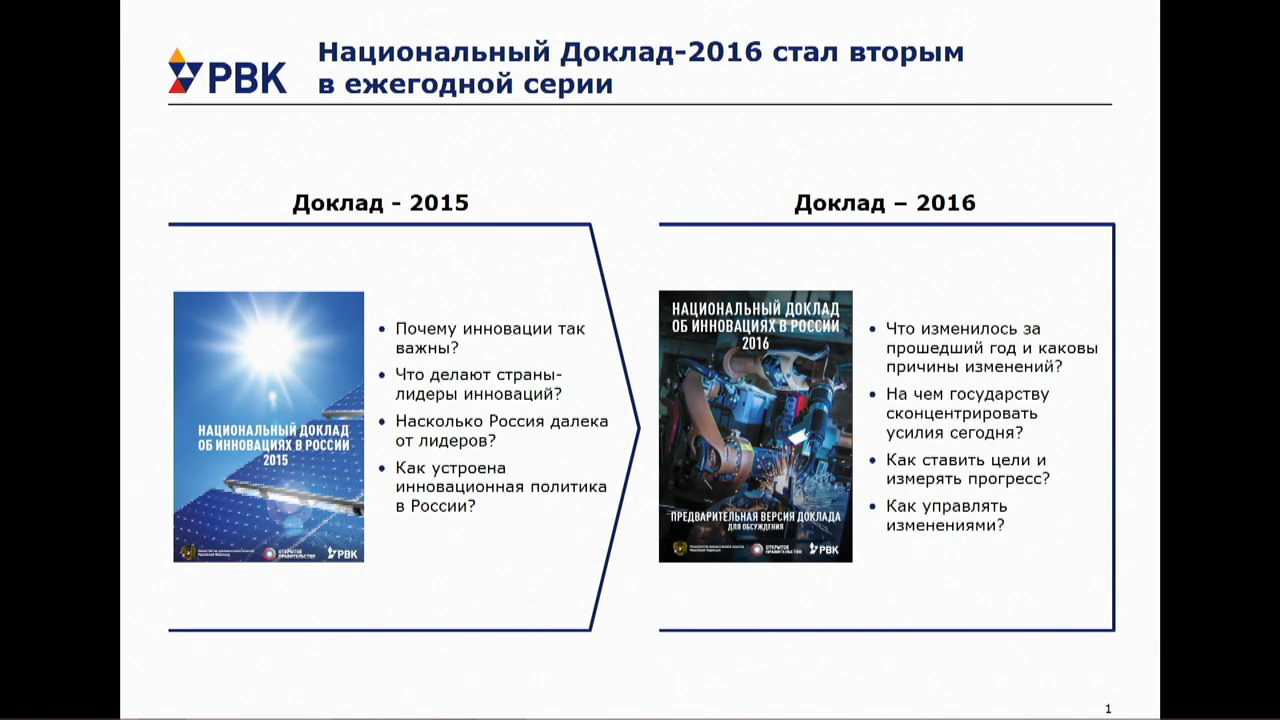 РВК
Национальный Доклад-2016 стал вторым
в ежегодной серии
Доклад - 2015
НАЦИОНАЛЬНЫЙ ДОКЛАД
ОБ ИННОВАЦИЯХ В РОССИИ
2015
ОТКРЫТОЕ
ПРАВИТЕЛЬСТВО
РВК
• Почему инновации так
важны?
• Что делают страны-
лидеры инноваций?
• Насколько Россия далека
от лидеров?
• Как устроена
инновационная политика
в России?
Доклад – 2016
НАЦИОНАЛЬНЫЙ ДОКЛАД
ОБ ИННОВАЦИЯХ В РОССИИ
2016
ПРЕДВАРИТЕЛЬНАЯ ВЕРСИЯ ДОКЛАДА
ДЛЯ ОБСУЖДЕНИЯ
ОТКРЫТОЕ
ПРАВИТЕЛЬСТВО
РВК
• Что изменилось за
прошедший год и каковы
причины изменений?
• На чем государству
сконцентрировать
усилия сегодня?
• Как ставить цели и
измерять прогресс?
• Как управлять
изменениями?
1